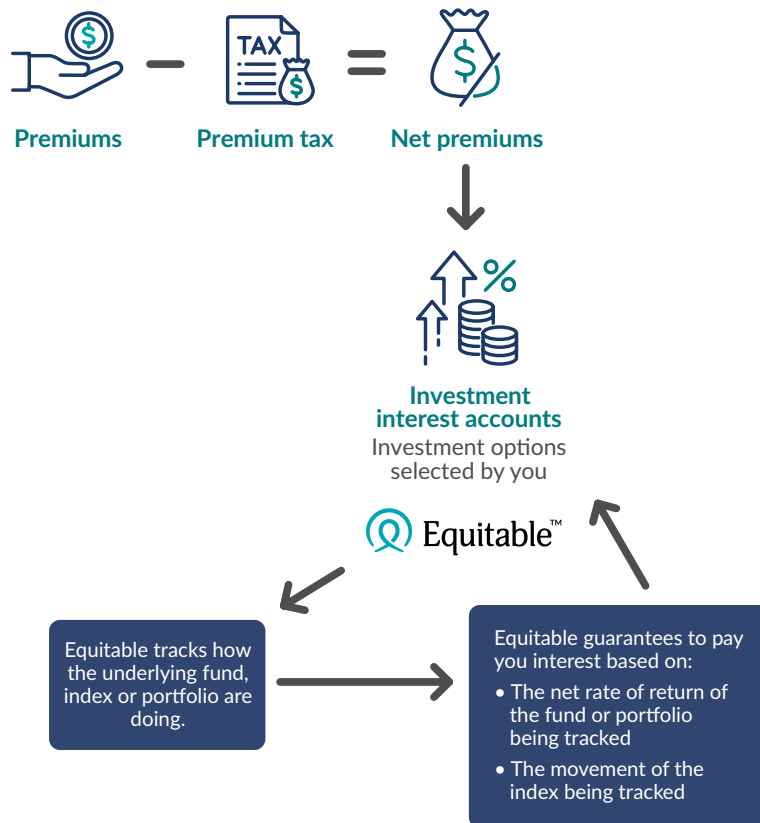 $
TAX
$
$
Premiums
Premium tax
Net premiums
%
Investment
interest accounts
Investment options
selected by you
Equitable™
Equitable tracks how
the underlying fund,
index or portfolio are
doing.
Equitable guarantees to pay
you interest based on:
• The net rate of return of
the fund or portfolio
being tracked
• The movement of the
index being tracked